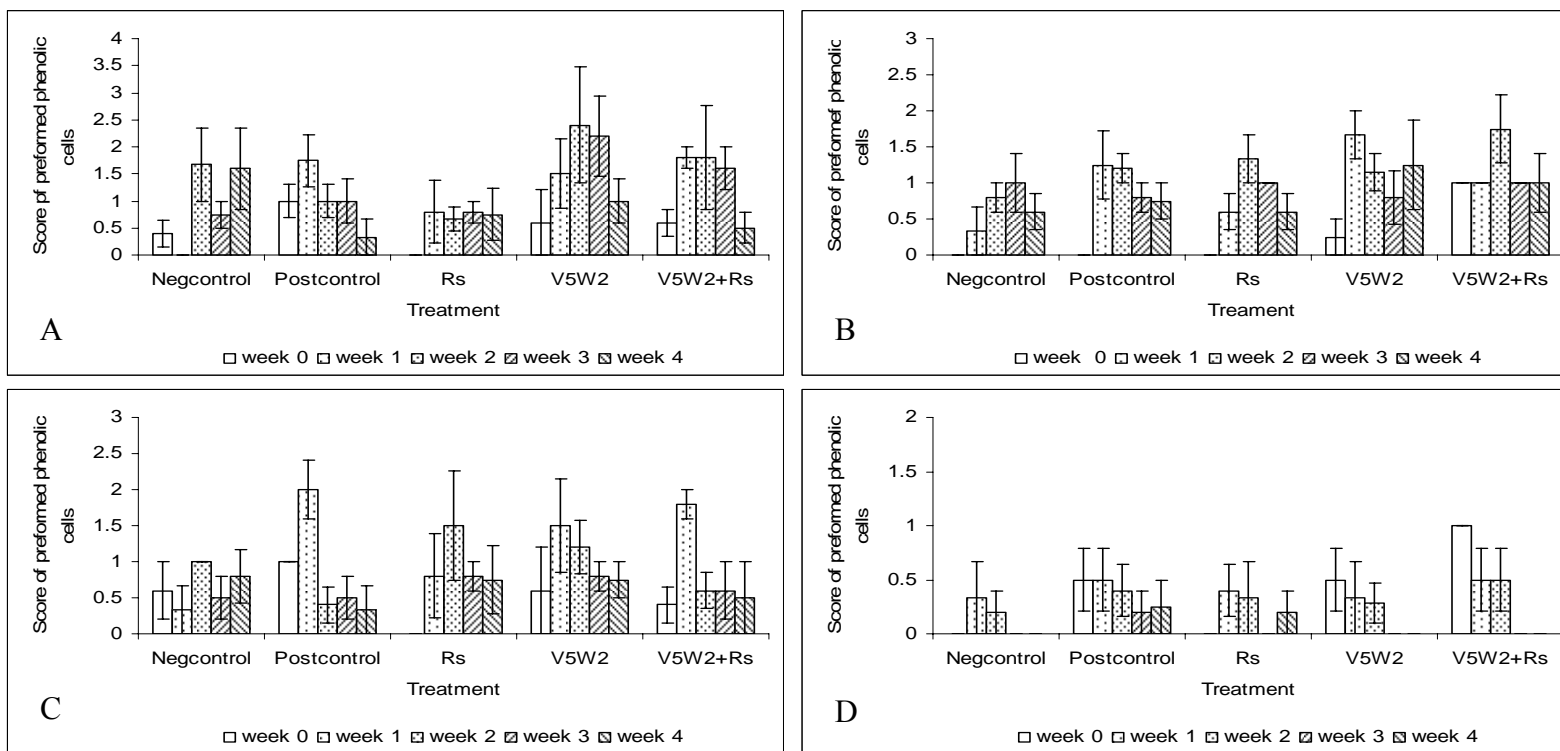 Score pf preformed phenolic
cells
4
3.5
3
2.5
2
1.5
1
0.5
0
Negcontrol Postcontrol Rs V5W2 V5W2+Rs
Treatment
A
week 0 week 1 week 2 week 3 week 4
Score of preformef phenolic
cells
3
2.5
2
1.5
1
0.5
0
Negcontrol Postcontrol Rs V5W2 V5W2+Rs
Treament
B
week 0 week 1 week 2 week 3 week 4
Score of preformed phenolic
cells
3
2.5
2
1.5
1
0.5
0
Negcontrol Postcontrol Rs V5W2 V5W2+Rs
Treatment
C
week 0 week 1 week 2 week 3 week 4
Score of preformed phenolic
cells
2
1.5
1
0.5
0
Negcontrol Postcontrol Rs V5W2 V5W2+Rs
Treatment
D
week 0 week 1 week 2 week 3 week 4